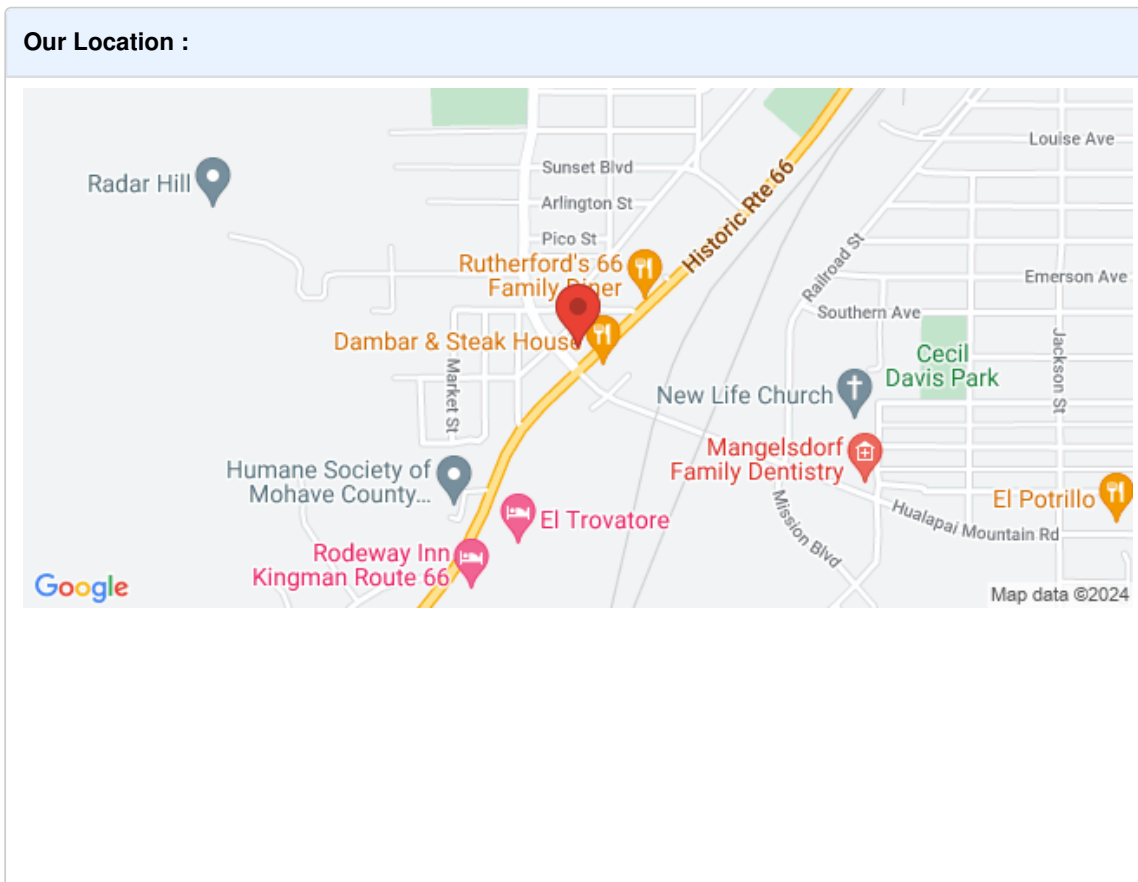 Our Location :
Louise Ave
Sunset Blvd
Radar Hill
Arlington St
Historic Rte 66
Pico St
Rutherford's 66
Family Diner
Railroad St
Emerson Ave
Southern Ave
Dambar & Steak House
Cecil
Davis Park
Jackson St
Market St
New Life Church
Mangelsdorf
Family Dentistry
Humane Society of
Mohave County...
El Potrillo
Hualapai Mountain Rd
El Trovatore
Mission Blvd
Rodeway Inn
Kingman Route 66
Google
Map data ©2024